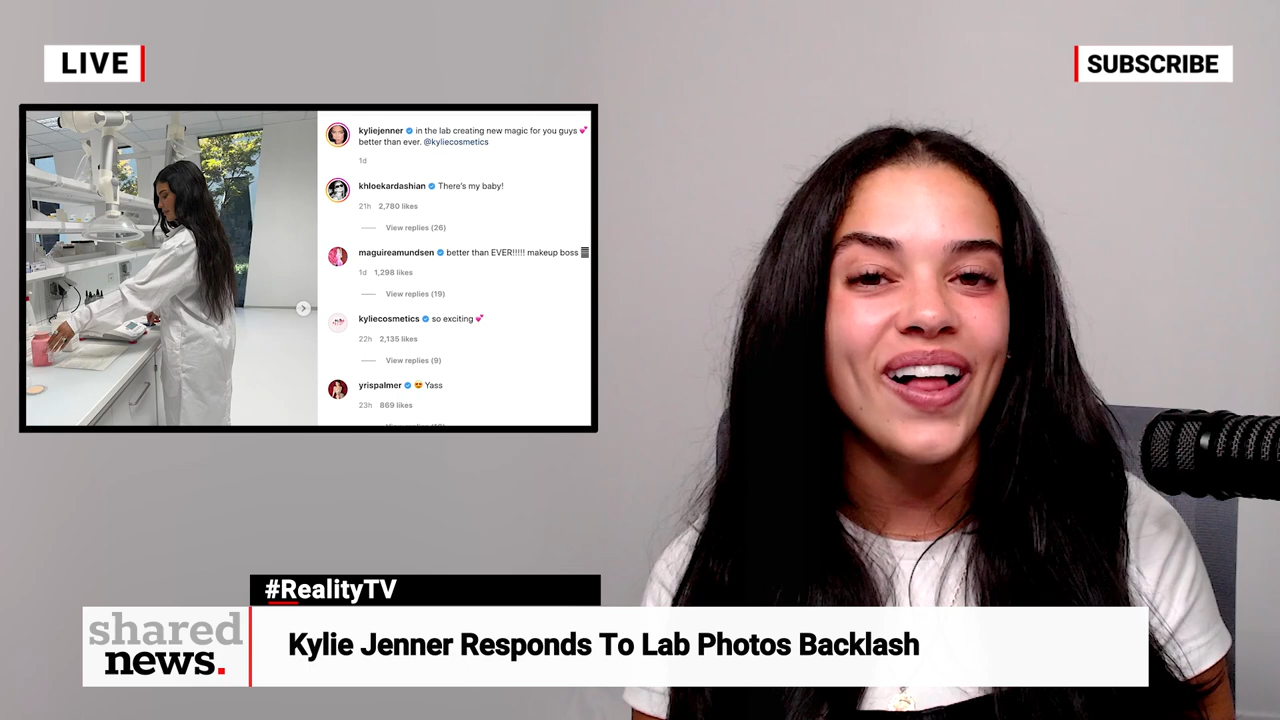 LIVE
SUBSCRIBE
kyliejenner in the lab creating new magic for you guys 💕
better than ever. @kyliecosmetics
1d
khloekardashian There's my baby!
21h 2,780 likes
View replies (26)
maguireamundsen better than EVER!!!!! makeup boss
1d 1,298 likes
View replies (19)
kyliecosmetics so exciting 💕
22h 2,135 likes
View replies (9)
yrispalmer 😍 Yass
23h 869 likes
#RealityTV
shared
news.
Kylie Jenner Responds To Lab Photos Backlash